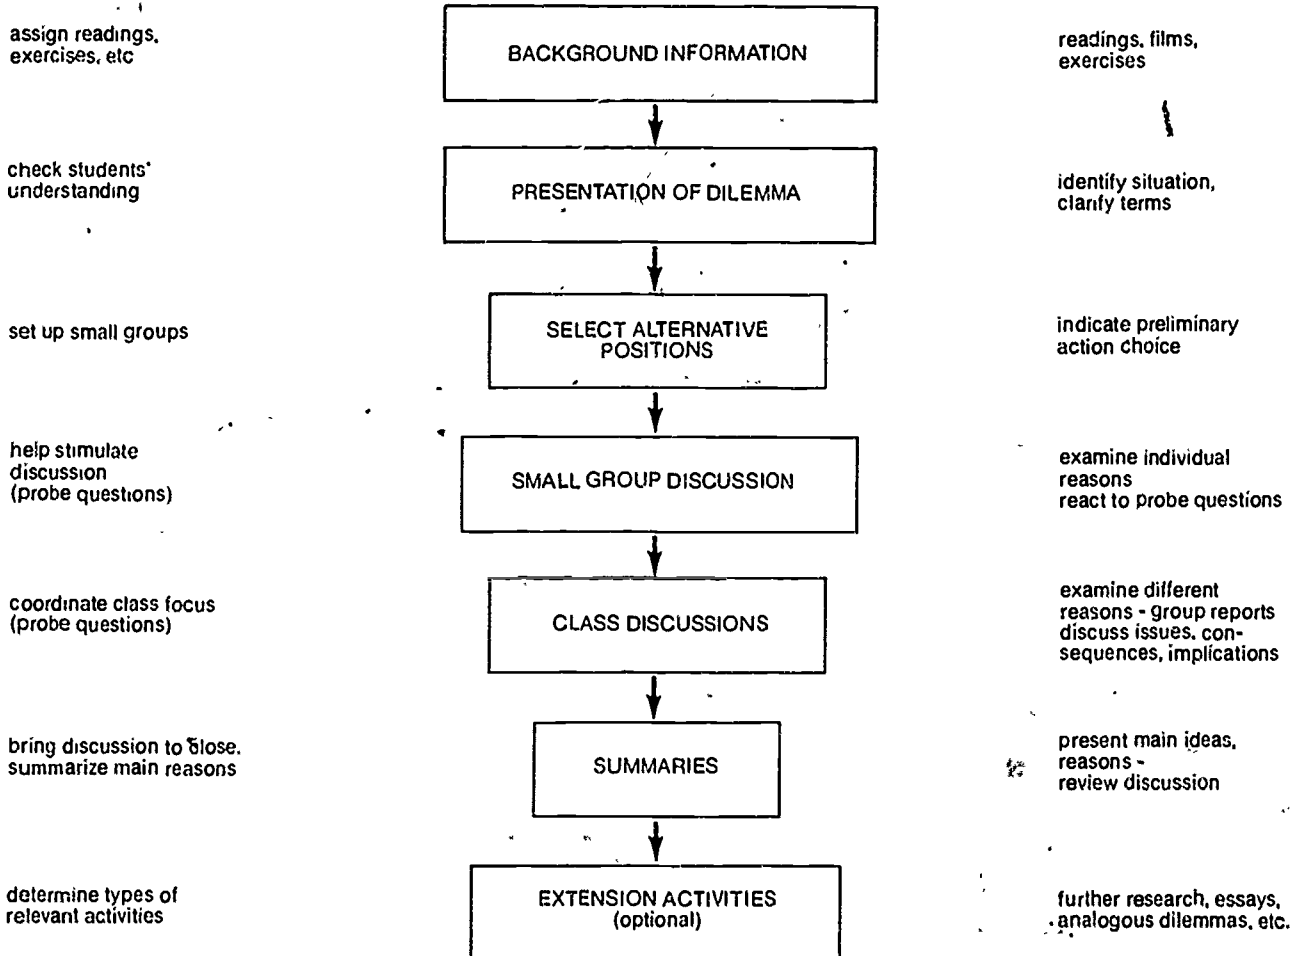 assign readings,
exercises, etc
BACKGROUND INFORMATION
readings, films,
exercises
check students'
understanding
PRESENTATION OF DILEMMA
identify situation,
clarify terms
set up small groups
SELECT ALTERNATIVE
POSITIONS
indicate preliminary
action choice
help stimulate
discussion
(probe questions)
SMALL GROUP DISCUSSION
examine individual
reasons
react to probe questions
coordinate class focus
(probe questions)
CLASS DISCUSSIONS
examine different
reasons - group reports
discuss issues, con-
sequences, implications
bring discussion to close,
summarize main reasons
SUMMARIES
present main ideas,
reasons -
review discussion
determine types of
relevant activities
EXTENSION ACTIVITIES
(optional)
further research, essays,
analogous dilemmas, etc.